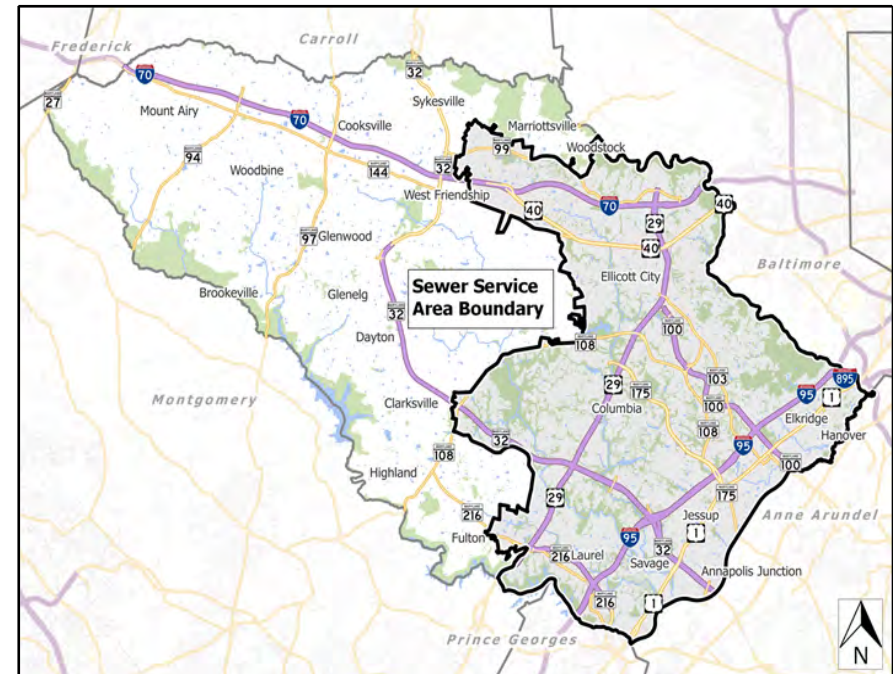 Frederick
Carroll
70
32
27
Mount Airy
Sykesville
70
Cooksville
Marriottsville
94
99
Woodstock
Woodbine
144
32
West Friendship
40
70
29
40
97
Glenwood
40
Baltimore
Ellicott City
Brookeville
Glenelg
Sewer Service
Area Boundary
32
100
Dayton
108
Montgomery
29
175
103
95
895
1
Clarksville
Columbia
100
Elkridge
32
108
95
Hanover
108
100
Highland
29
175
216
Jessup
Anne Arundel
Fulton
95
1
216
Laurel
32
Savage
Annapolis Junction
216
1
Prince Georges
N